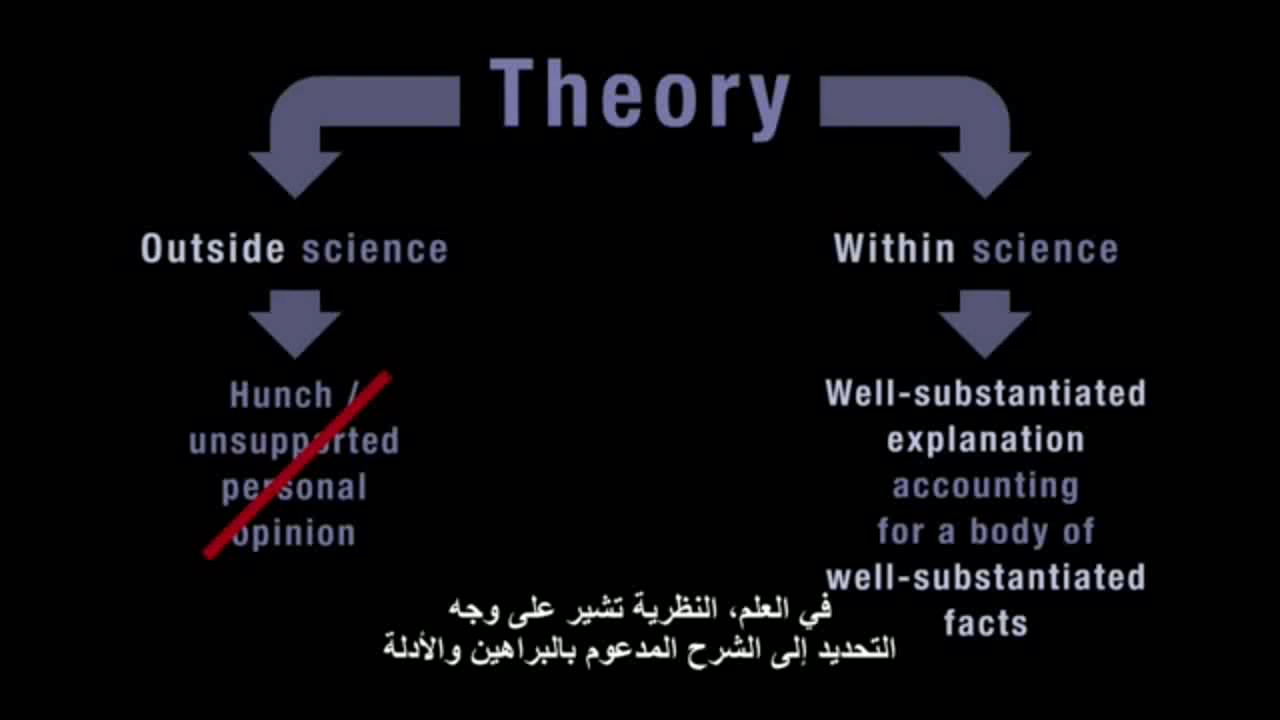 Theory
Outside science
Within science
Hunch /
unsupported
personal
opinion
Well-substantiated
explanation
accounting
for a body of
well-substantiated
facts
في العلم، النظرية تشير على وجه
التحديد إلى الشرح المدعوم بالبراهين والأدلة